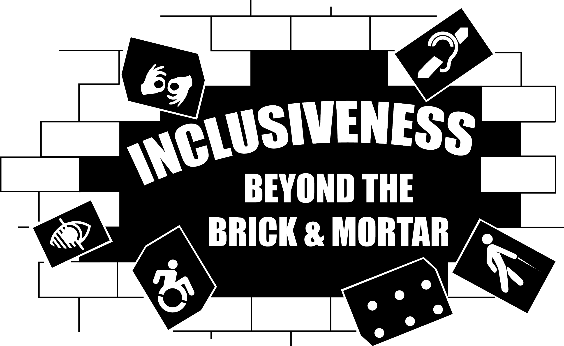 INCLUSIVENESS
BEYOND THE
BRICK & MORTAR